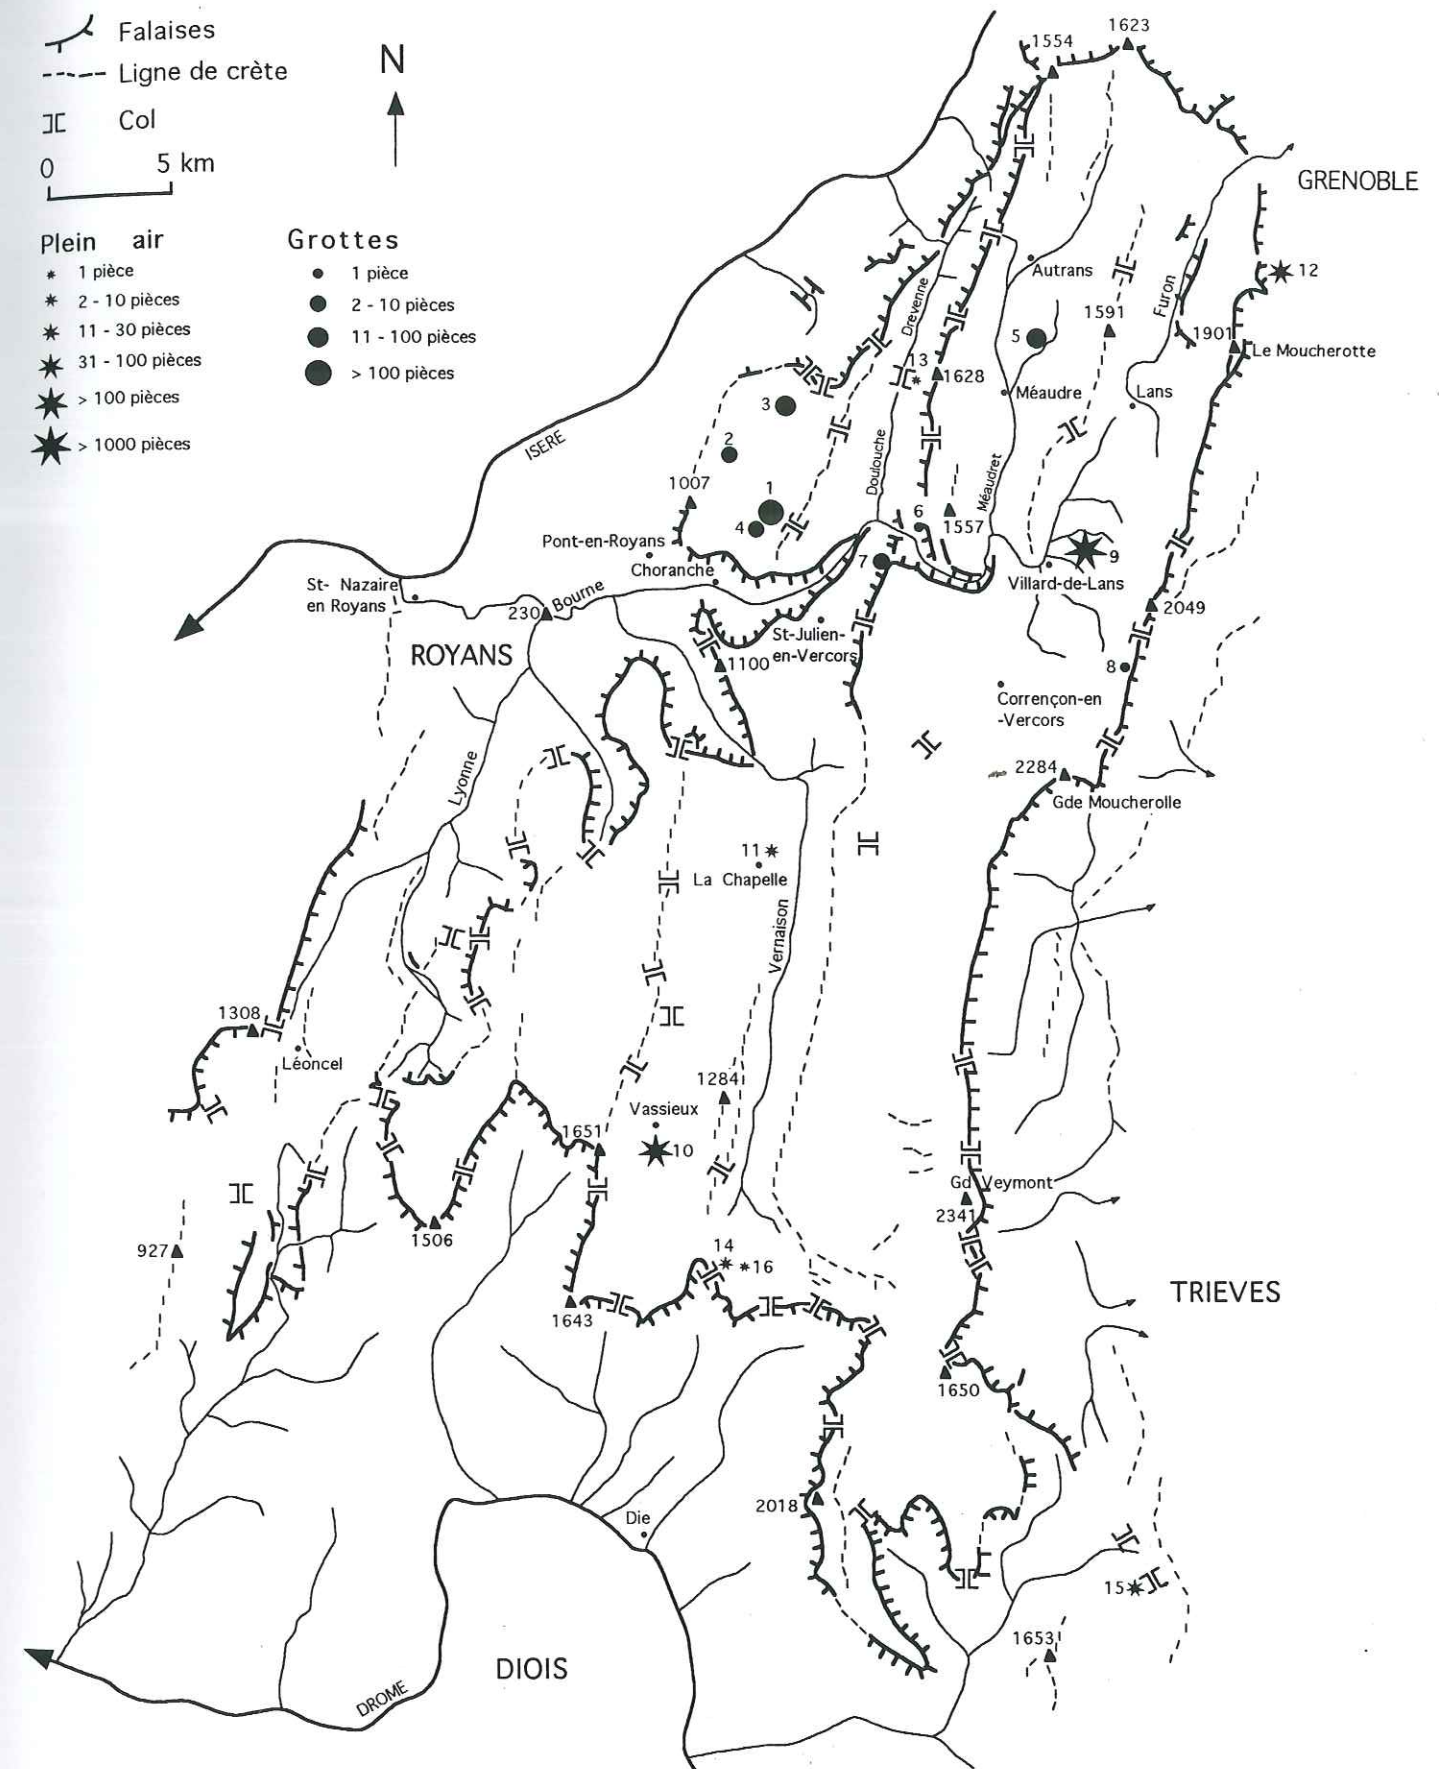 Falaises
Ligne de crète
Col
0 5 km
N
Plein air
1 pièce
2 - 10 pièces
11 - 30 pièces
31 - 100 pièces
> 100 pièces
> 1000 pièces
Grottes
1 pièce
2 - 10 pièces
11 - 100 pièces
> 100 pièces
1623
1554
GRENOBLE
12
Autrans
Furon
Drevenne
1591
5
1901
Le Moucherotte
13
1628
Méaudre
Lans
3
ISERE
2
Doulouche
Méaudret
1007
1
4
6
1557
Pont-en-Royans
9
7
Choranche
Villard-de-Lans
St- Nazaire
en Royans
Bourne
230
2049
St-Julien-
en-Vercors
ROYANS
1100
8
Corrençon-en
-Vercors
Lyonne
2284
Gde Moucherolle
11
La Chapelle
Vernaison
1308
Léoncel
1284
Vassieux
1651
10
Gd Veymont
2341
1506
927
14
16
TRIEVES
1643
1650
2018
Die
15
1653
DIOIS
DROME